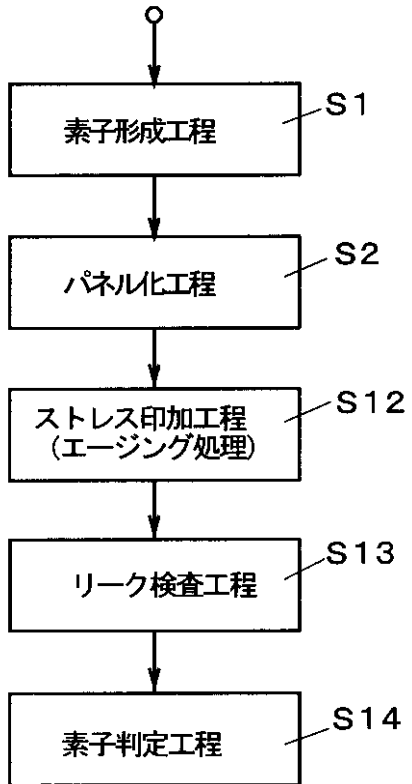 素子形成工程
S1
パネル化工程
S2
ストレス印加工程
（エージング処理）
S12
リーク検査工程
S13
素子判定工程
S14